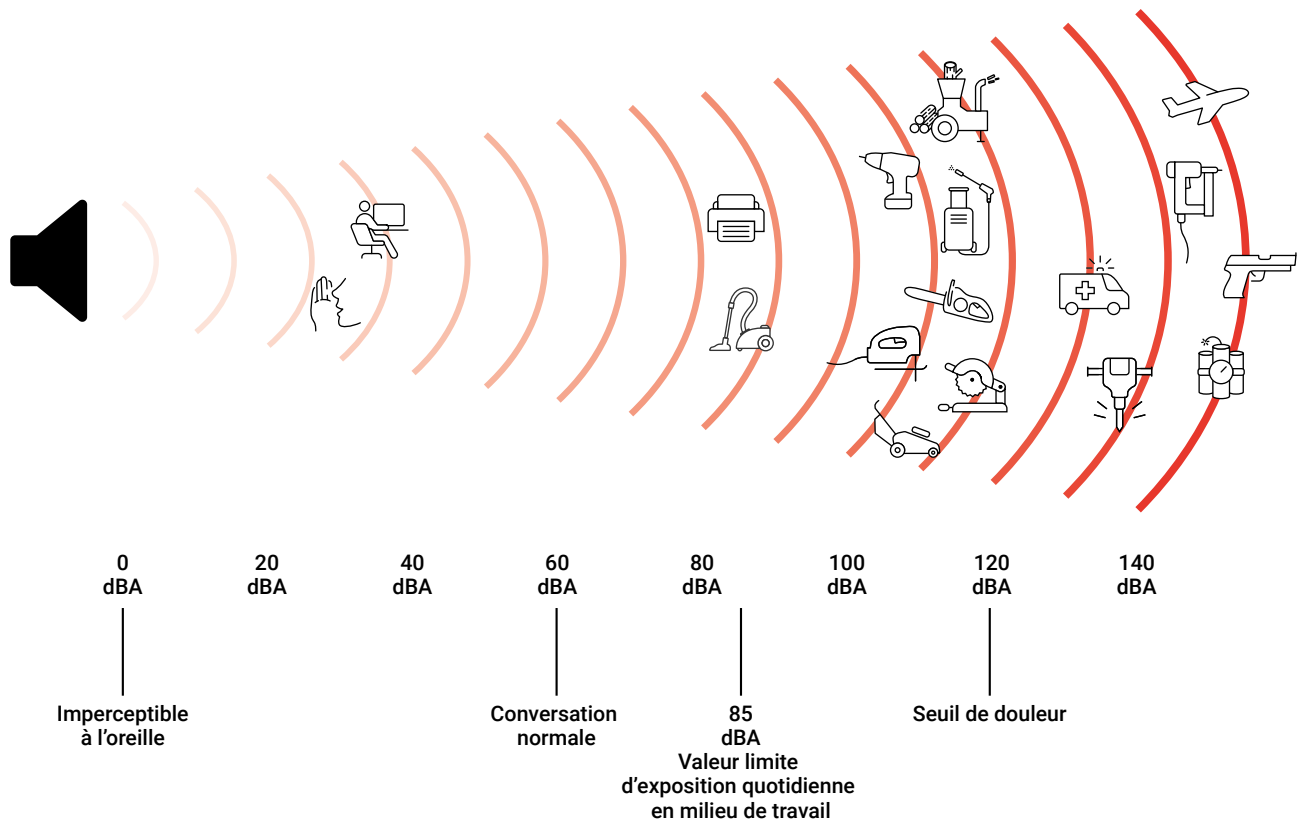 0
dBA
20
dBA
40
dBA
60
dBA
80
dBA
100
dBA
120
dBA
140
dBA
Imperceptible
à l’oreille
Conversation
normale
85
dBA
Valeur limite
d’exposition quotidienne
en milieu de travail
Seuil de douleur